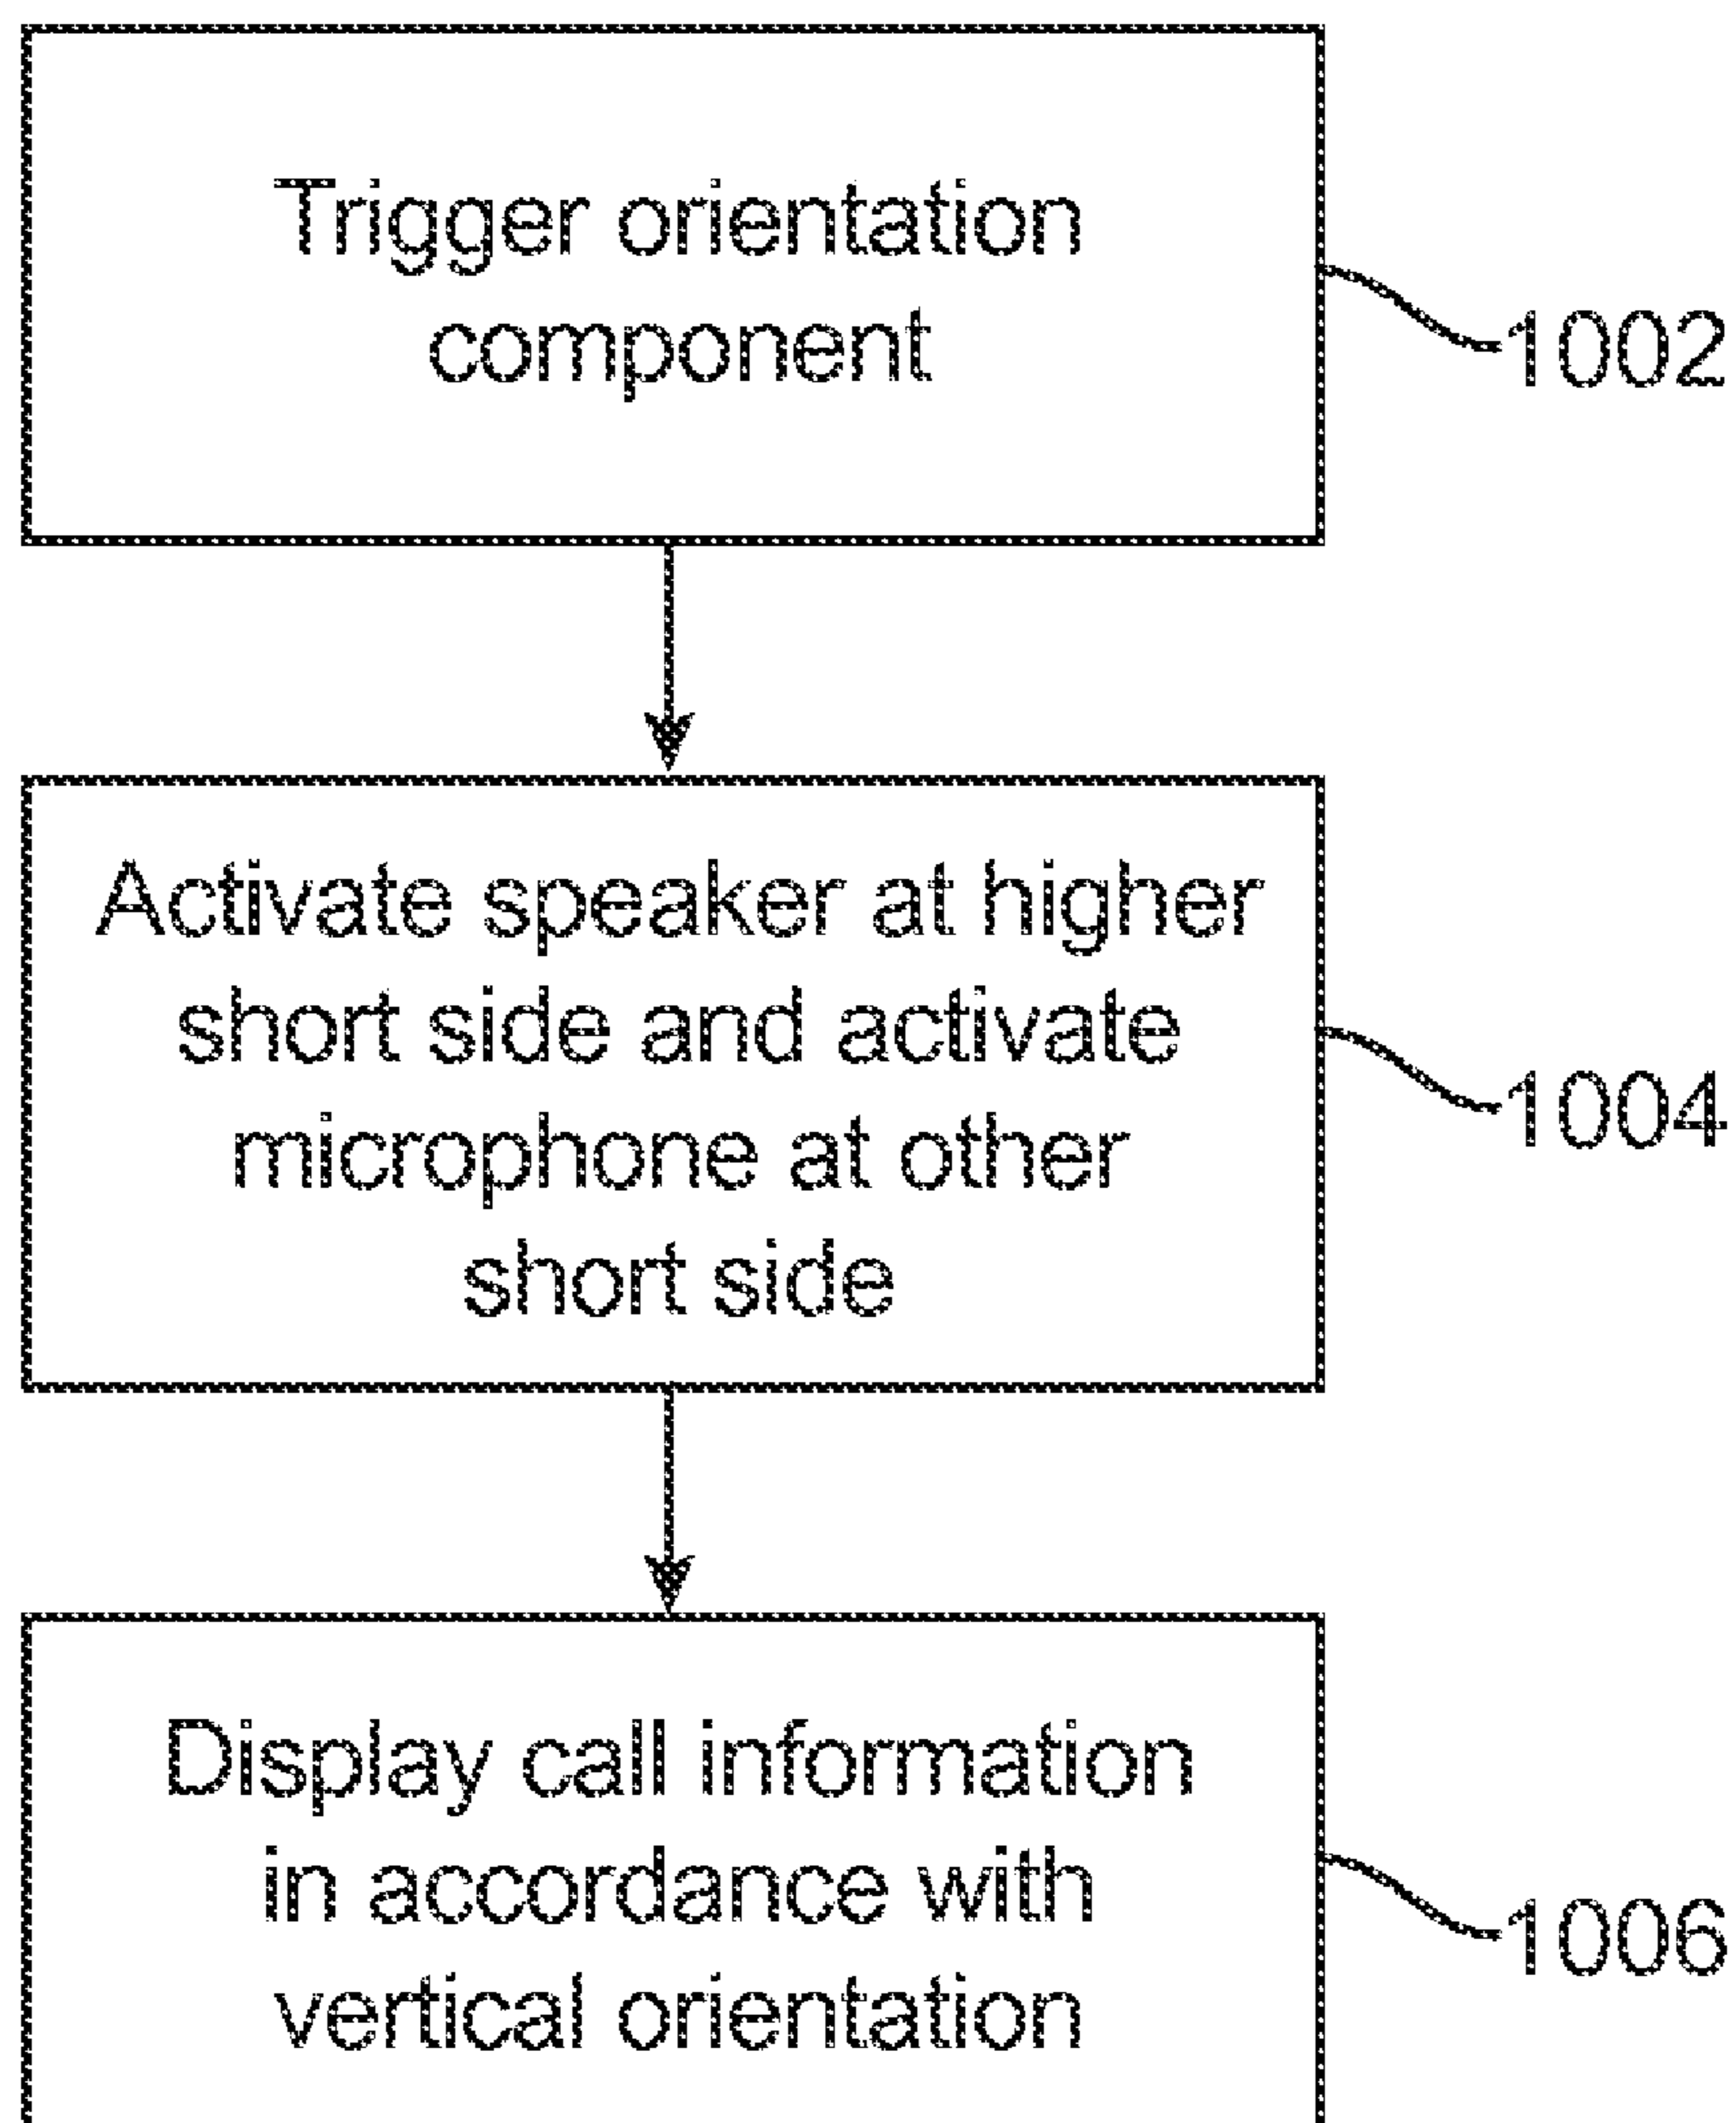 Trigger orientation
component
1002
Activate speaker at higher
short side and activate
microphone at other
short side
1004
Display call information
in accordance with
vertical orientation
1006